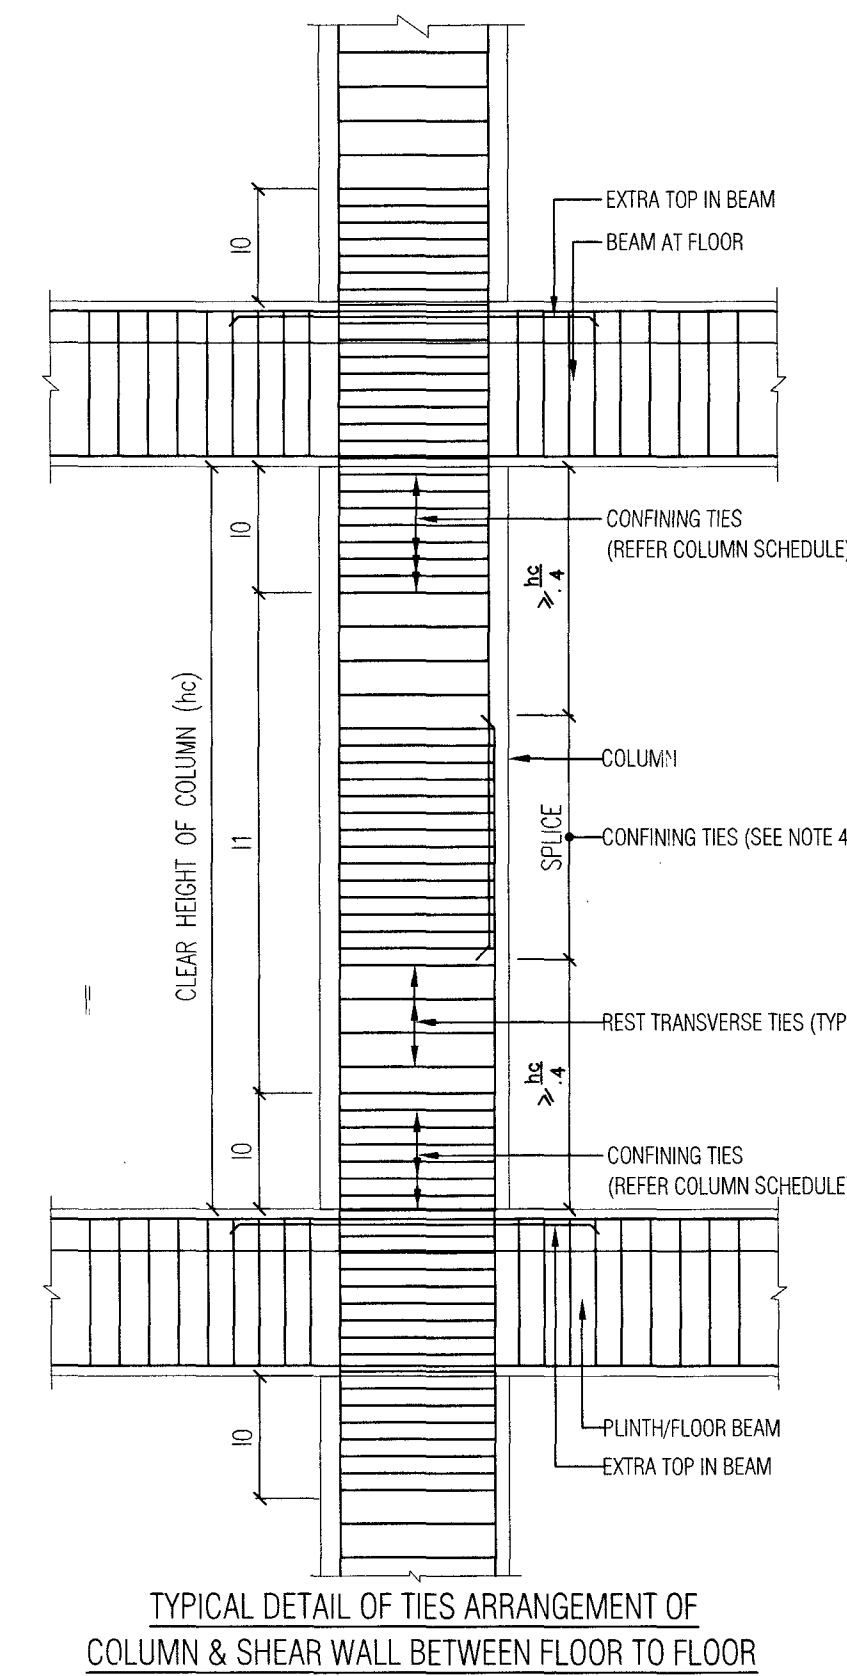 EXTRA TOP IN BEAM
BEAM AT FLOOR
l0
l0
CONFINING TIES
(REFER COLUMN SCHEDULE)
≥ hc/4
CLEAR HEIGHT OF COLUMN (hc)
l1
COLUMN
SPLICE
CONFINING TIES (SEE NOTE 4
REST TRANSVERSE TIES (TYP
≥ hc/4
l0
CONFINING TIES
(REFER COLUMN SCHEDULE
PLINTH/FLOOR BEAM
EXTRA TOP IN BEAM
l0
TYPICAL DETAIL OF TIES ARRANGEMENT OF
COLUMN & SHEAR WALL BETWEEN FLOOR TO FLOOR